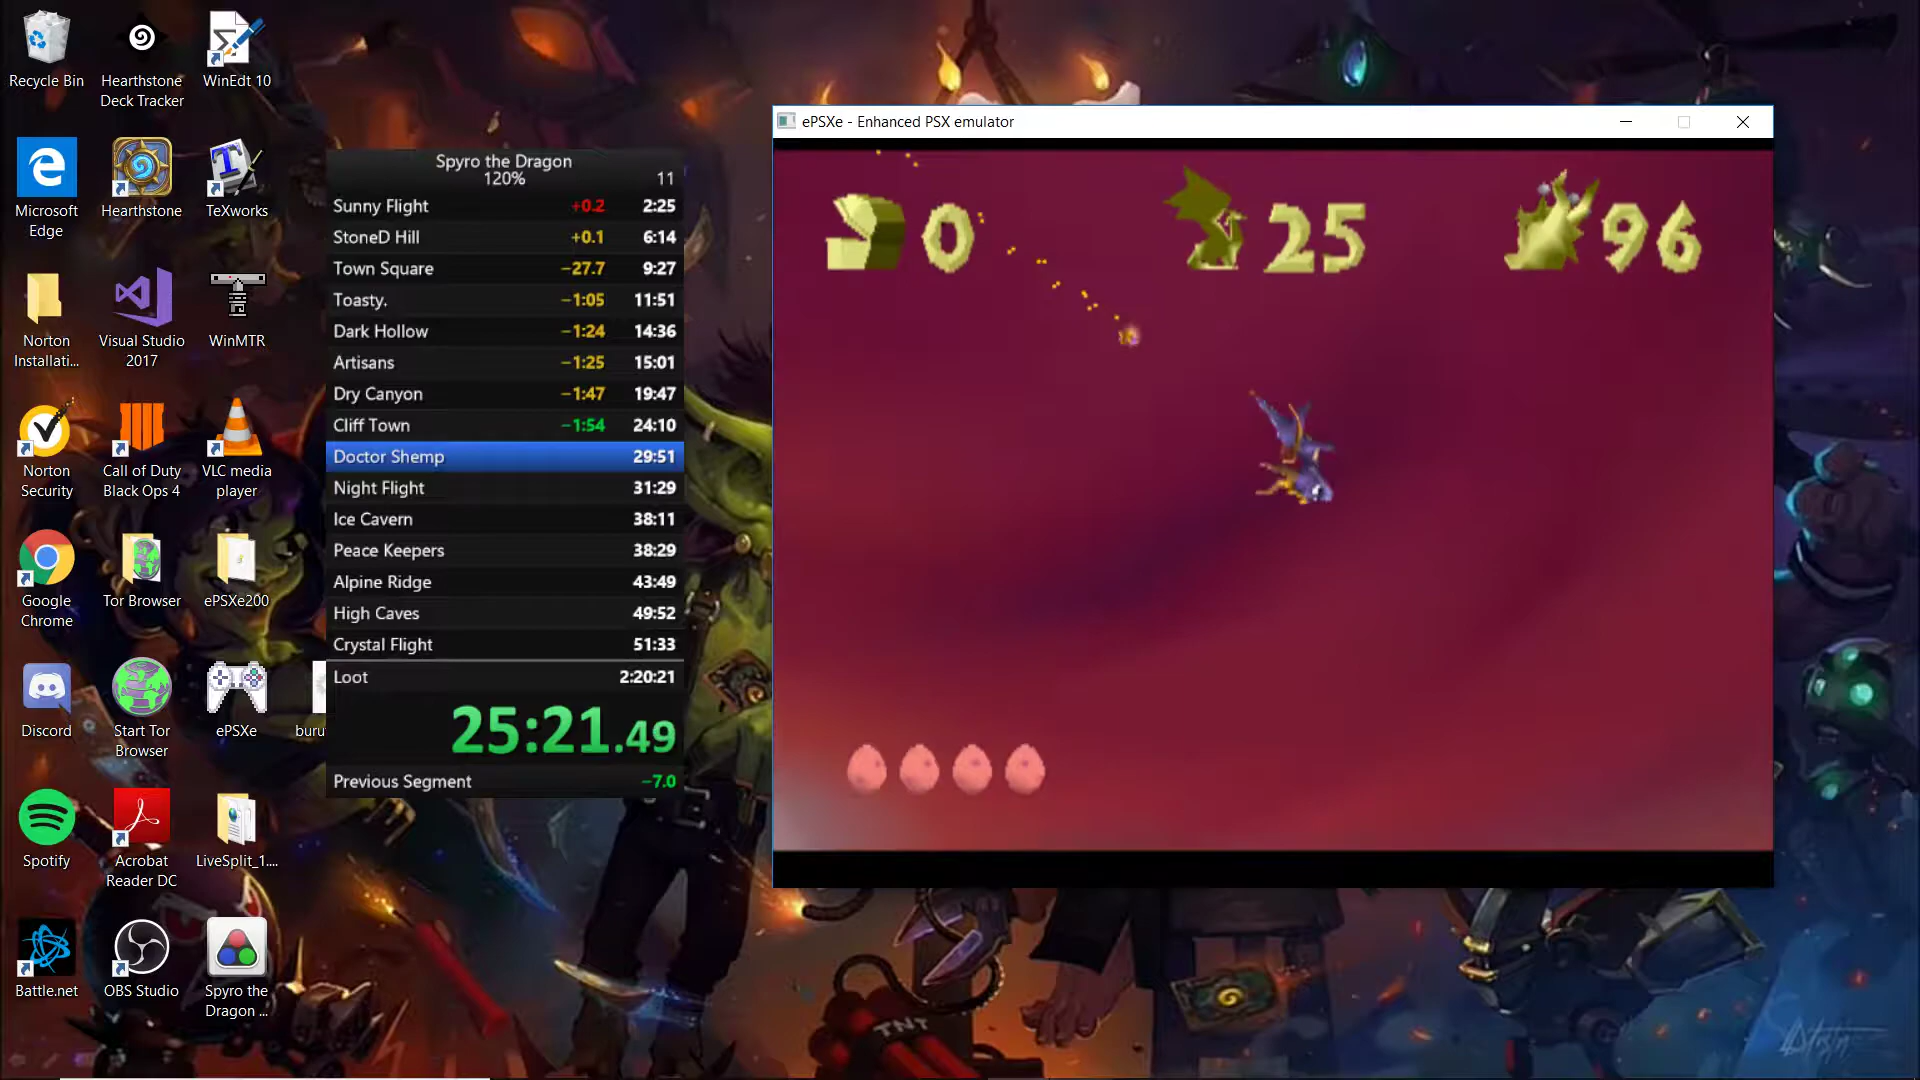 Recycle Bin
Hearthstone
Deck Tracker
WinEdt 10
Microsoft
Edge
Hearthstone
TeXworks
Norton
Installati...
Visual Studio
2017
WinMTR
Norton
Security
Call of Duty
Black Ops 4
VLC media
player
Google
Chrome
Tor Browser
ePSXe200
Discord
Start Tor
Browser
ePSXe
buru
Spotify
Acrobat
Reader DC
LiveSplit_1....
Battle.net
OBS Studio
Spyro the
Dragon ...
Spyro the Dragon
120% 11
Sunny Flight +0.2 2:25
StoneD Hill +0.1 6:14
Town Square −27.7 9:27
Toasty. −1:05 11:51
Dark Hollow −1:24 14:36
Artisans −1:25 15:01
Dry Canyon −1:47 19:47
Cliff Town −1:54 24:10
Doctor Shemp 29:51
Night Flight 31:29
Ice Cavern 38:11
Peace Keepers 38:29
Alpine Ridge 43:49
High Caves 49:52
Crystal Flight 51:33
Loot 2:20:21
25:21.49
Previous Segment −7.0
ePSXe - Enhanced PSX emulator
0 25 96
TNT